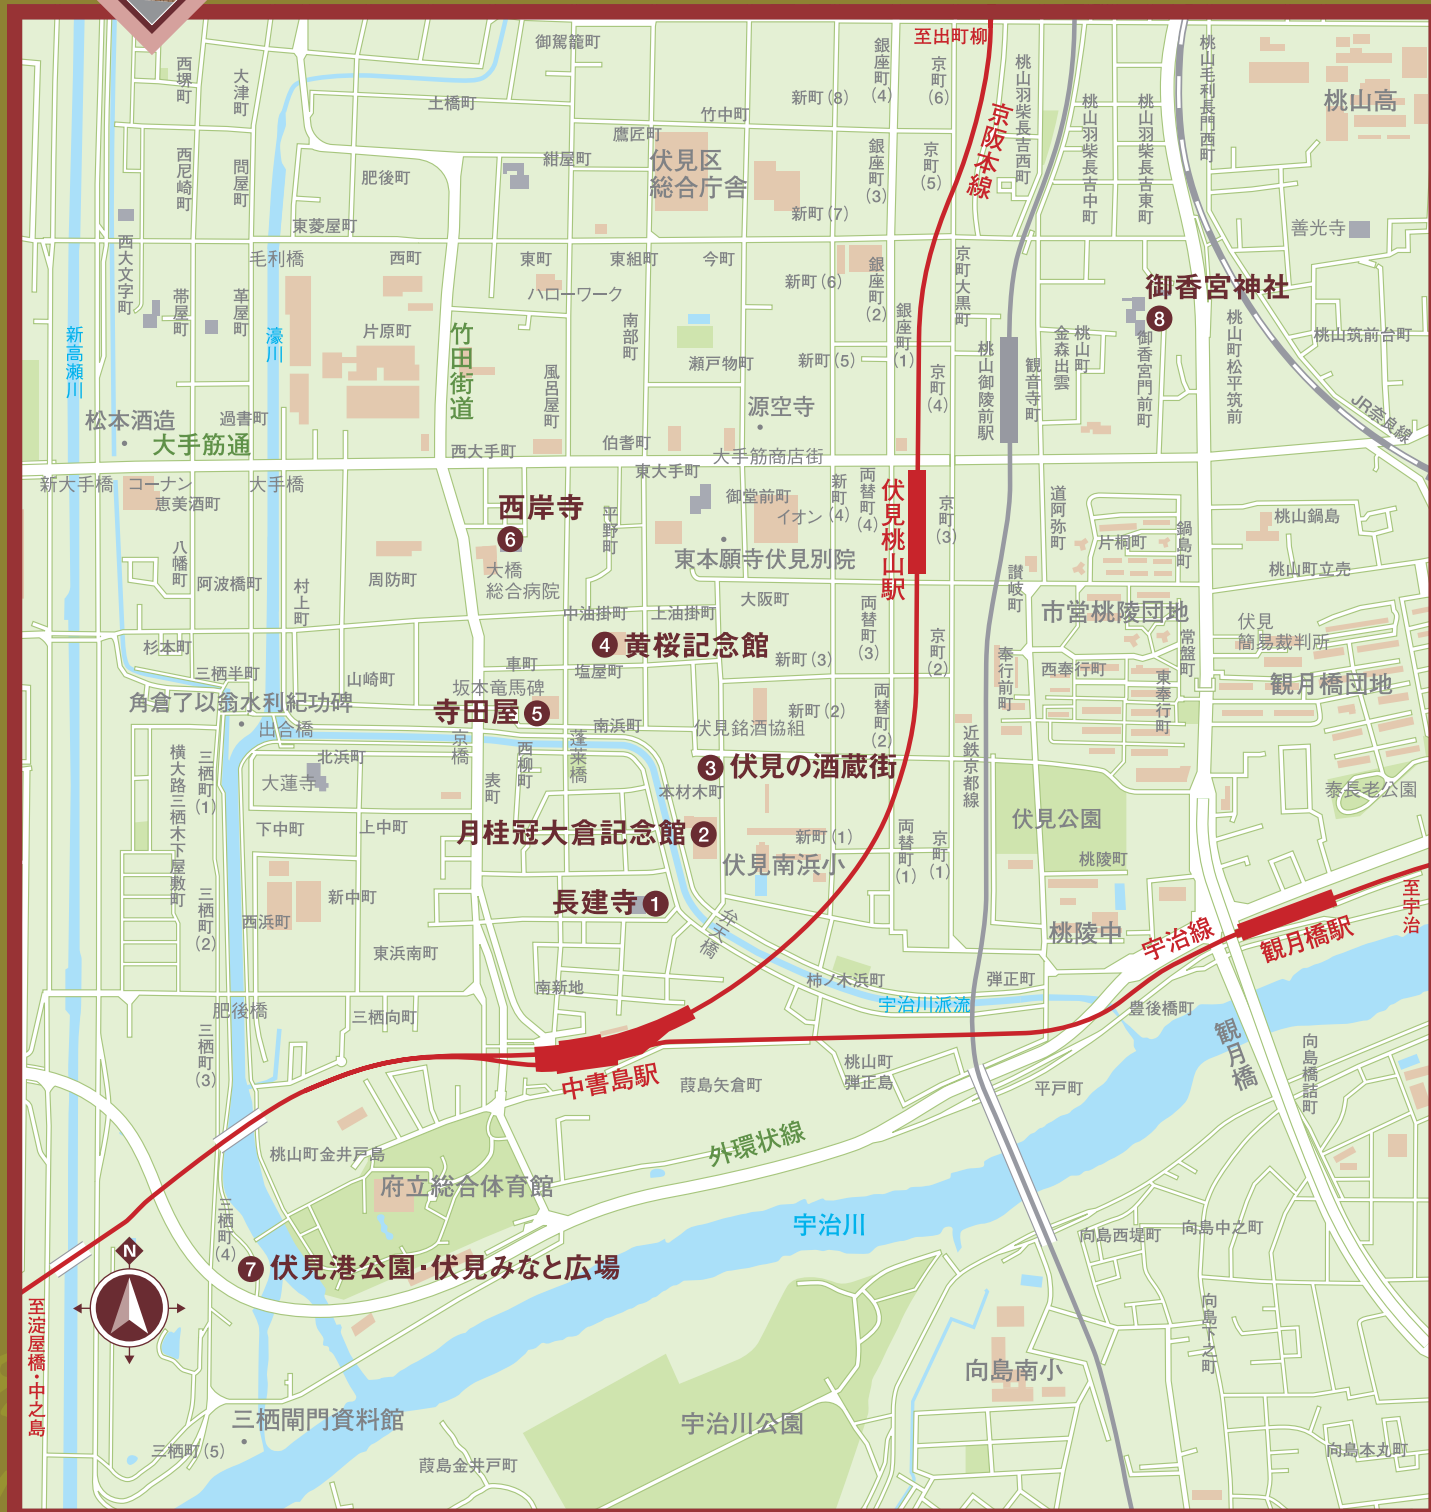 御駕籠町
至出町柳
西堺町
大津町
土橋町
新町(8)
銀座町(4)
京町(6)
桃山羽柴長吉西町
桃山羽柴長吉中町
桃山羽柴長吉東町
桃山毛利長門西町
桃山高
竹中町
鷹匠町
京阪本線
西尼崎町
問屋町
肥後町
紺屋町
伏見区
総合庁舎
銀座町(3)
京町(5)
東菱屋町
新町(7)
善光寺
西大文字町
毛利橋
西町
東町
東組町
今町
新町(6)
銀座町(2)
京町大黒町
御香宮神社
8
帯屋町
革屋町
ハローワーク
新高瀬川
濠川
片原町
竹田街道
南部町
瀬戸物町
新町(5)
銀座町(1)
京町(4)
桃山御陵前駅
観音寺町
金森出雲
桃山町
御香宮門前町
桃山町松平筑前
桃山筑前台町
JR奈良線
松本酒造
過書町
大手筋通
風呂屋町
源空寺
西大手町
伯耆町
大手筋商店街
東大手町
新大手橋
コーナン
大手橋
恵美酒町
西岸寺
6
平野町
御堂前町
イオン
新町(4)
両替町(4)
伏見桃山駅
京町(3)
道阿弥町
片桐町
鍋島町
桃山鍋島
桃山町立売
八幡町
阿波橋町
村上町
周防町
大橋
総合病院
東本願寺伏見別院
讃岐町
市営桃陵団地
中油掛町
上油掛町
大阪町
両替町(3)
京町(2)
常盤町
伏見
簡易裁判所
杉本町
4 黄桜記念館
三栖半町
山崎町
車町
塩屋町
新町(3)
奉行前町
西奉行町
東奉行町
観月橋団地
角倉了以翁水利紀功碑
坂本竜馬碑
寺田屋 5
南浜町
伏見銘酒協組
新町(2)
両替町(2)
出合橋
京橋
西柳町
蓬莱橋
3 伏見の酒蔵街
近鉄京都線
横大路三栖木下屋敷町
三栖町(1)
北浜町
大蓮寺
表町
本材木町
泰長老公園
下中町
上中町
月桂冠大倉記念館 2
伏見南浜小
新町(1)
両替町(1)
京町(1)
伏見公園
桃陵町
新中町
長建寺 1
三栖町(2)
西浜町
弁天橋
桃陵中
宇治線
観月橋駅
至宇治
東浜南町
南新地
柿ノ木浜町
弾正町
宇治川派流
豊後橋町
肥後橋
三栖向町
三栖町(3)
観月橋
向島橋詰町
中書島駅
葭島矢倉町
桃山町
弾正島
平戸町
桃山町金井戸島
外環状線
府立総合体育館
三栖町(4)
宇治川
向島西堤町
向島中之町
N
7 伏見港公園・伏見みなと広場
至淀屋橋・中之島
向島下之町
向島南小
三栖閘門資料館
宇治川公園
三栖町(5)
葭島金井戸町
向島本丸町